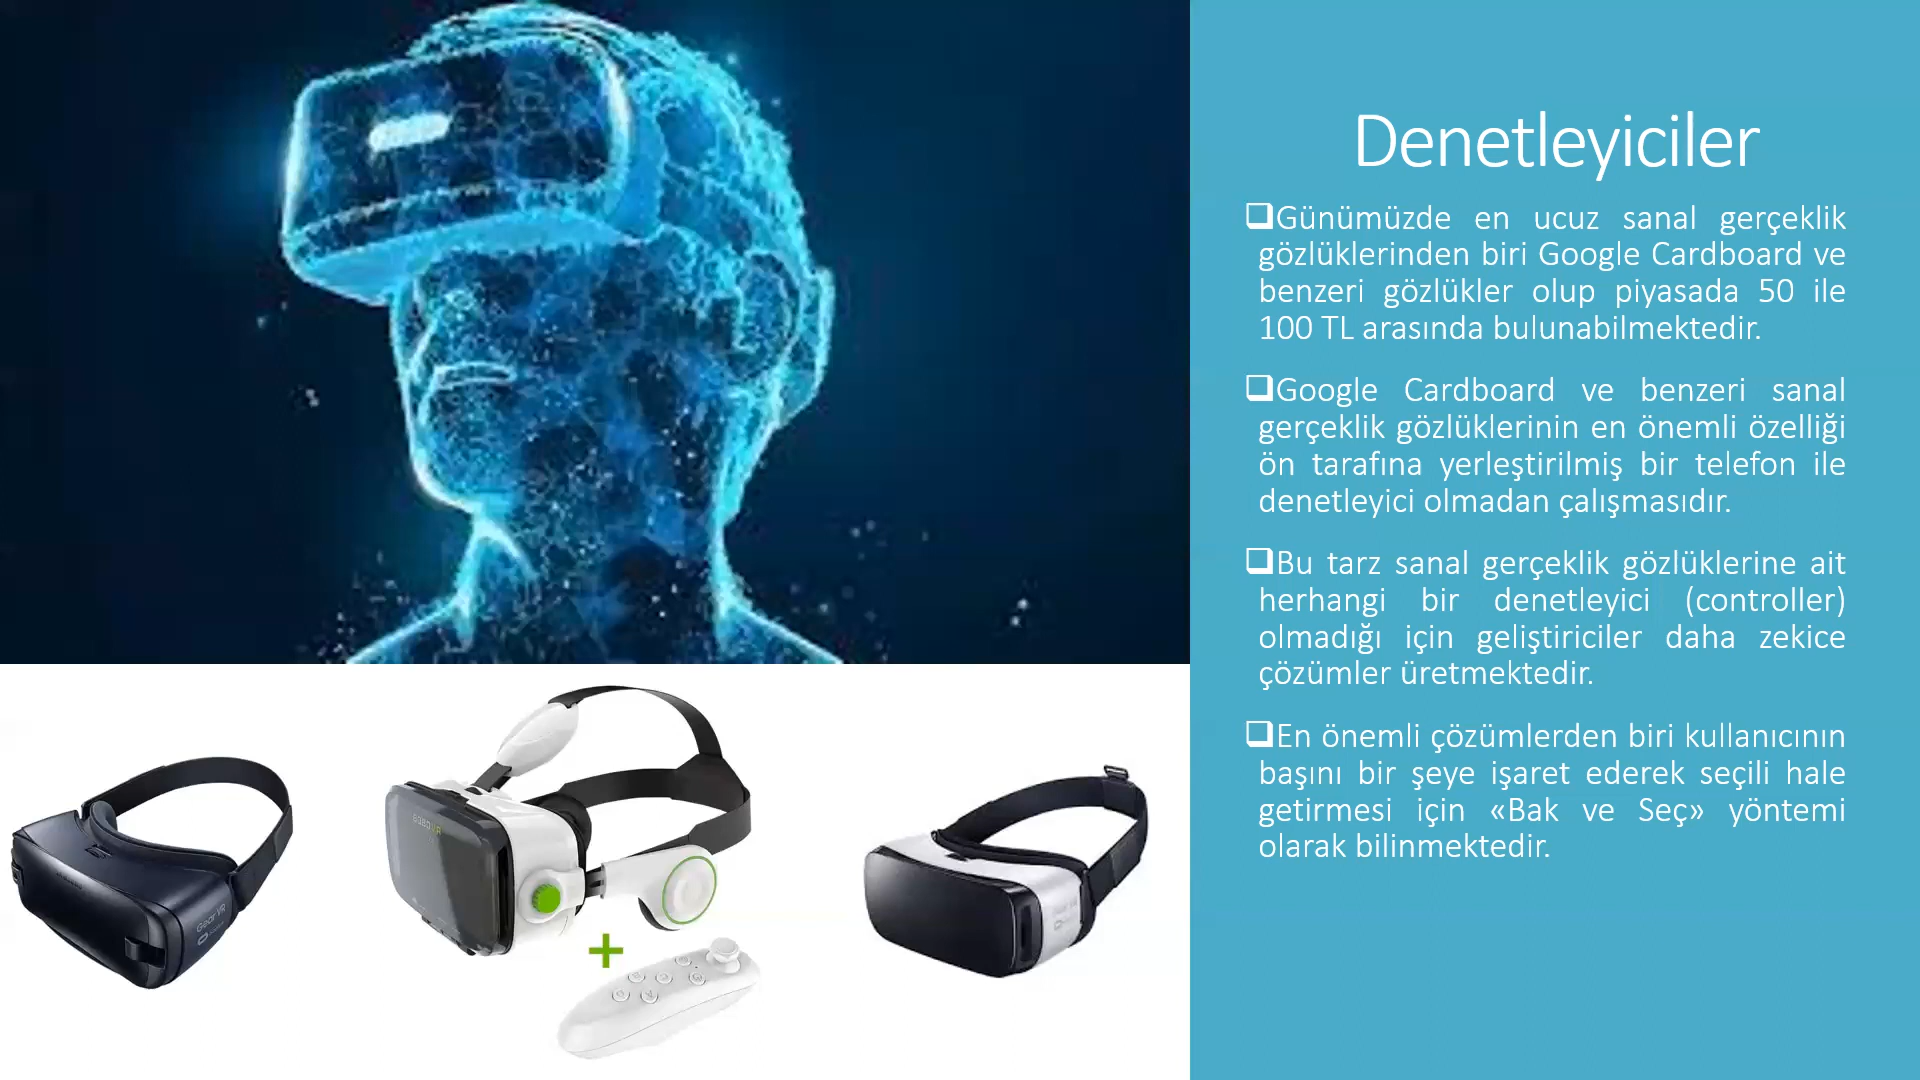 Denetleyiciler
❑Günümüzde en ucuz sanal gerçeklik
gözlüklerinden biri Google Cardboard ve
benzeri gözlükler olup piyasada 50 ile
100 TL arasında bulunabilmektedir.
❑Google Cardboard ve benzeri sanal
gerçeklik gözlüklerinin en önemli özelliği
ön tarafına yerleştirilmiş bir telefon ile
denetleyici olmadan çalışmasıdır.
❑Bu tarz sanal gerçeklik gözlüklerine ait
herhangi bir denetleyici (controller)
olmadığı için geliştiriciler daha zekice
çözümler üretmektedir.
❑En önemli çözümlerden biri kullanıcının
başını bir şeye işaret ederek seçili hale
getirmesi için «Bak ve Seç» yöntemi
olarak bilinmektedir.
Gear VR